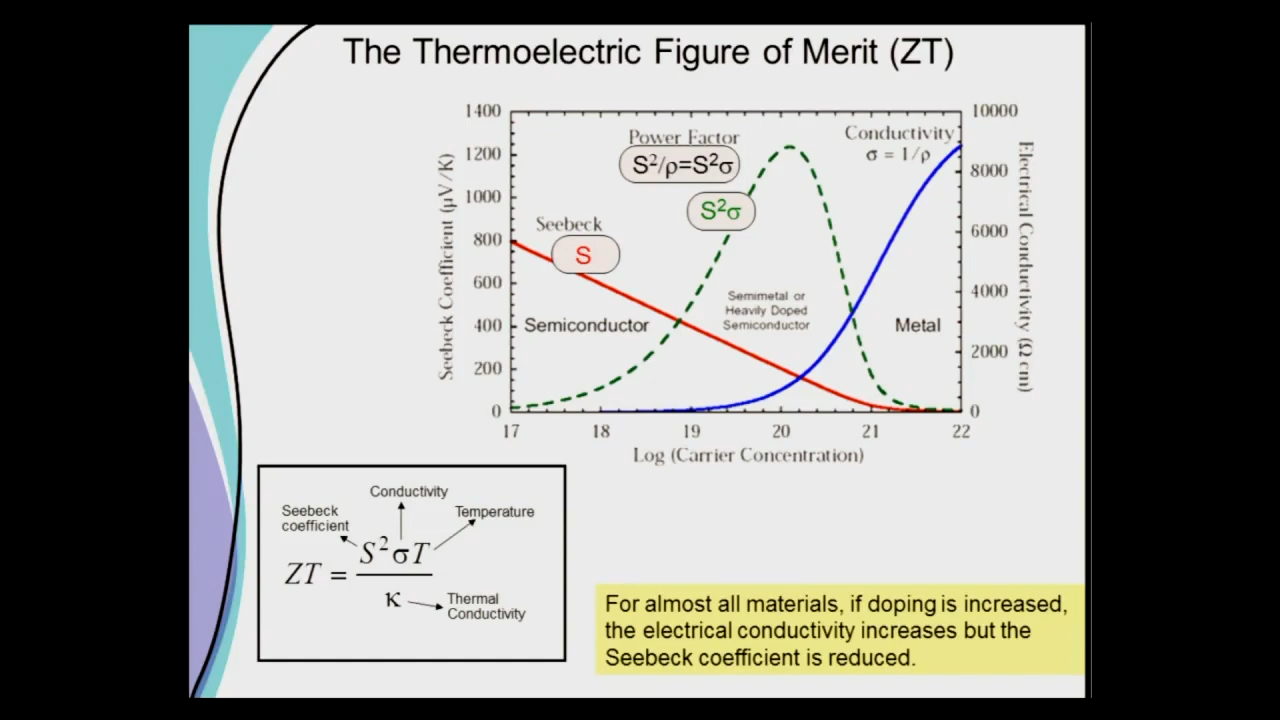 The Thermoelectric Figure of Merit (ZT)
1400
1200
1000
800
600
400
200
0
Seebeck Coefficient (μV/K)
Power Factor
S²/ρ=S²σ
S²σ
Seebeck
S
Conductivity
σ = 1/ρ
Semiconductor
Semimetal or
Heavily Doped
Semiconductor
Metal
10000
8000
6000
4000
2000
0
Electrical Conductivity (Ω cm)
17 18 19 20 21 22
Log (Carrier Concentration)
Conductivity
Seebeck
coefficient
Temperature
ZT = S²σT / κ
Thermal
Conductivity
For almost all materials, if doping is increased,
the electrical conductivity increases but the
Seebeck coefficient is reduced.